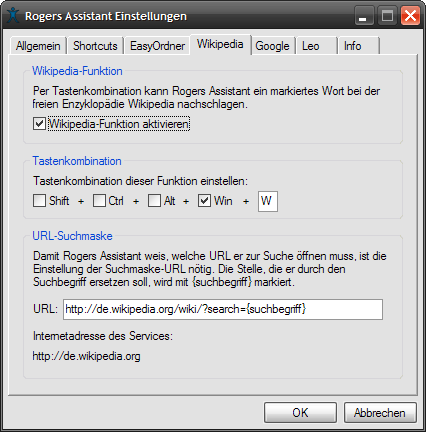 Rogers Assistant Einstellungen
Allgemein Shortcuts EasyOrdner Wikipedia Google Leo Info
Wikipedia-Funktion
Per Tastenkombination kann Rogers Assistant ein markiertes Wort bei der
freien Enzyklopädie Wikipedia nachschlagen.
Wikipedia-Funktion aktivieren
Tastenkombination
Tastenkombination dieser Funktion einstellen:
Shift + Ctrl + Alt + Win + W
URL-Suchmaske
Damit Rogers Assistant weis, welche URL er zur Suche öffnen muss, ist die
Einstellung der Suchmaske-URL nötig. Die Stelle, die er durch den
Suchbegriff ersetzen soll, wird mit {suchbegriff} markiert.
URL: http://de.wikipedia.org/wiki/?search={suchbegriff}
Internetadresse des Services:
http://de.wikipedia.org
OK Abbrechen